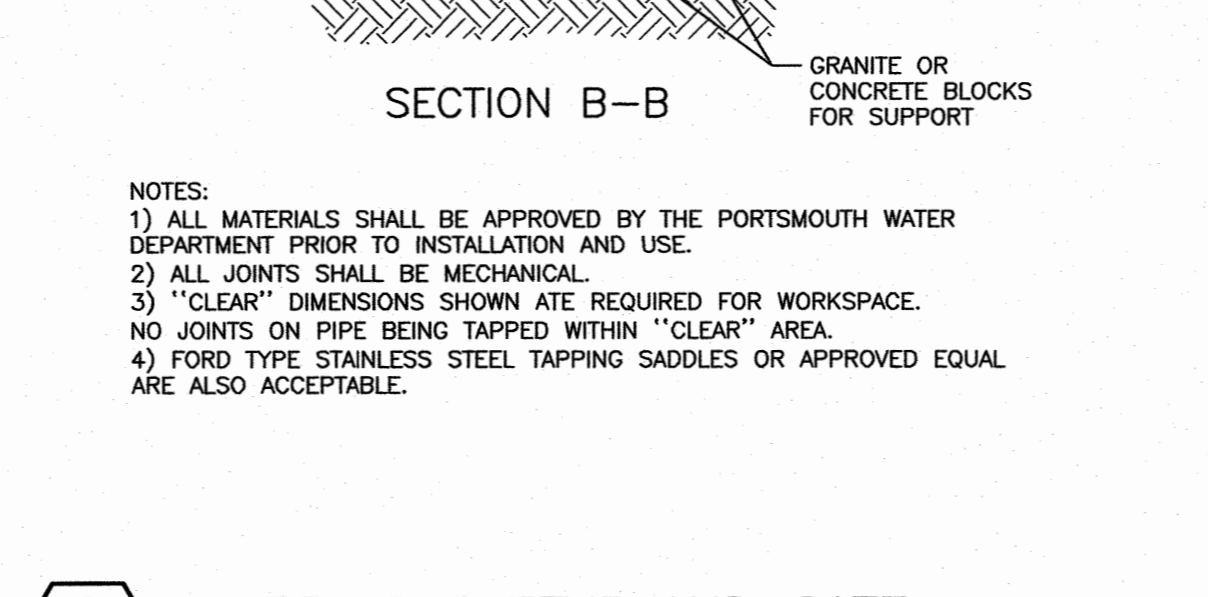 GRANITE OR
CONCRETE BLOCKS
FOR SUPPORT
SECTION B-B
NOTES:
1) ALL MATERIALS SHALL BE APPROVED BY THE PORTSMOUTH WATER
DEPARTMENT PRIOR TO INSTALLATION AND USE.
2) ALL JOINTS SHALL BE MECHANICAL.
3) "CLEAR" DIMENSIONS SHOWN ATE REQUIRED FOR WORKSPACE.
NO JOINTS ON PIPE BEING TAPPED WITHIN "CLEAR" AREA.
4) FORD TYPE STAINLESS STEEL TAPPING SADDLES OR APPROVED EQUAL
ARE ALSO ACCEPTABLE.